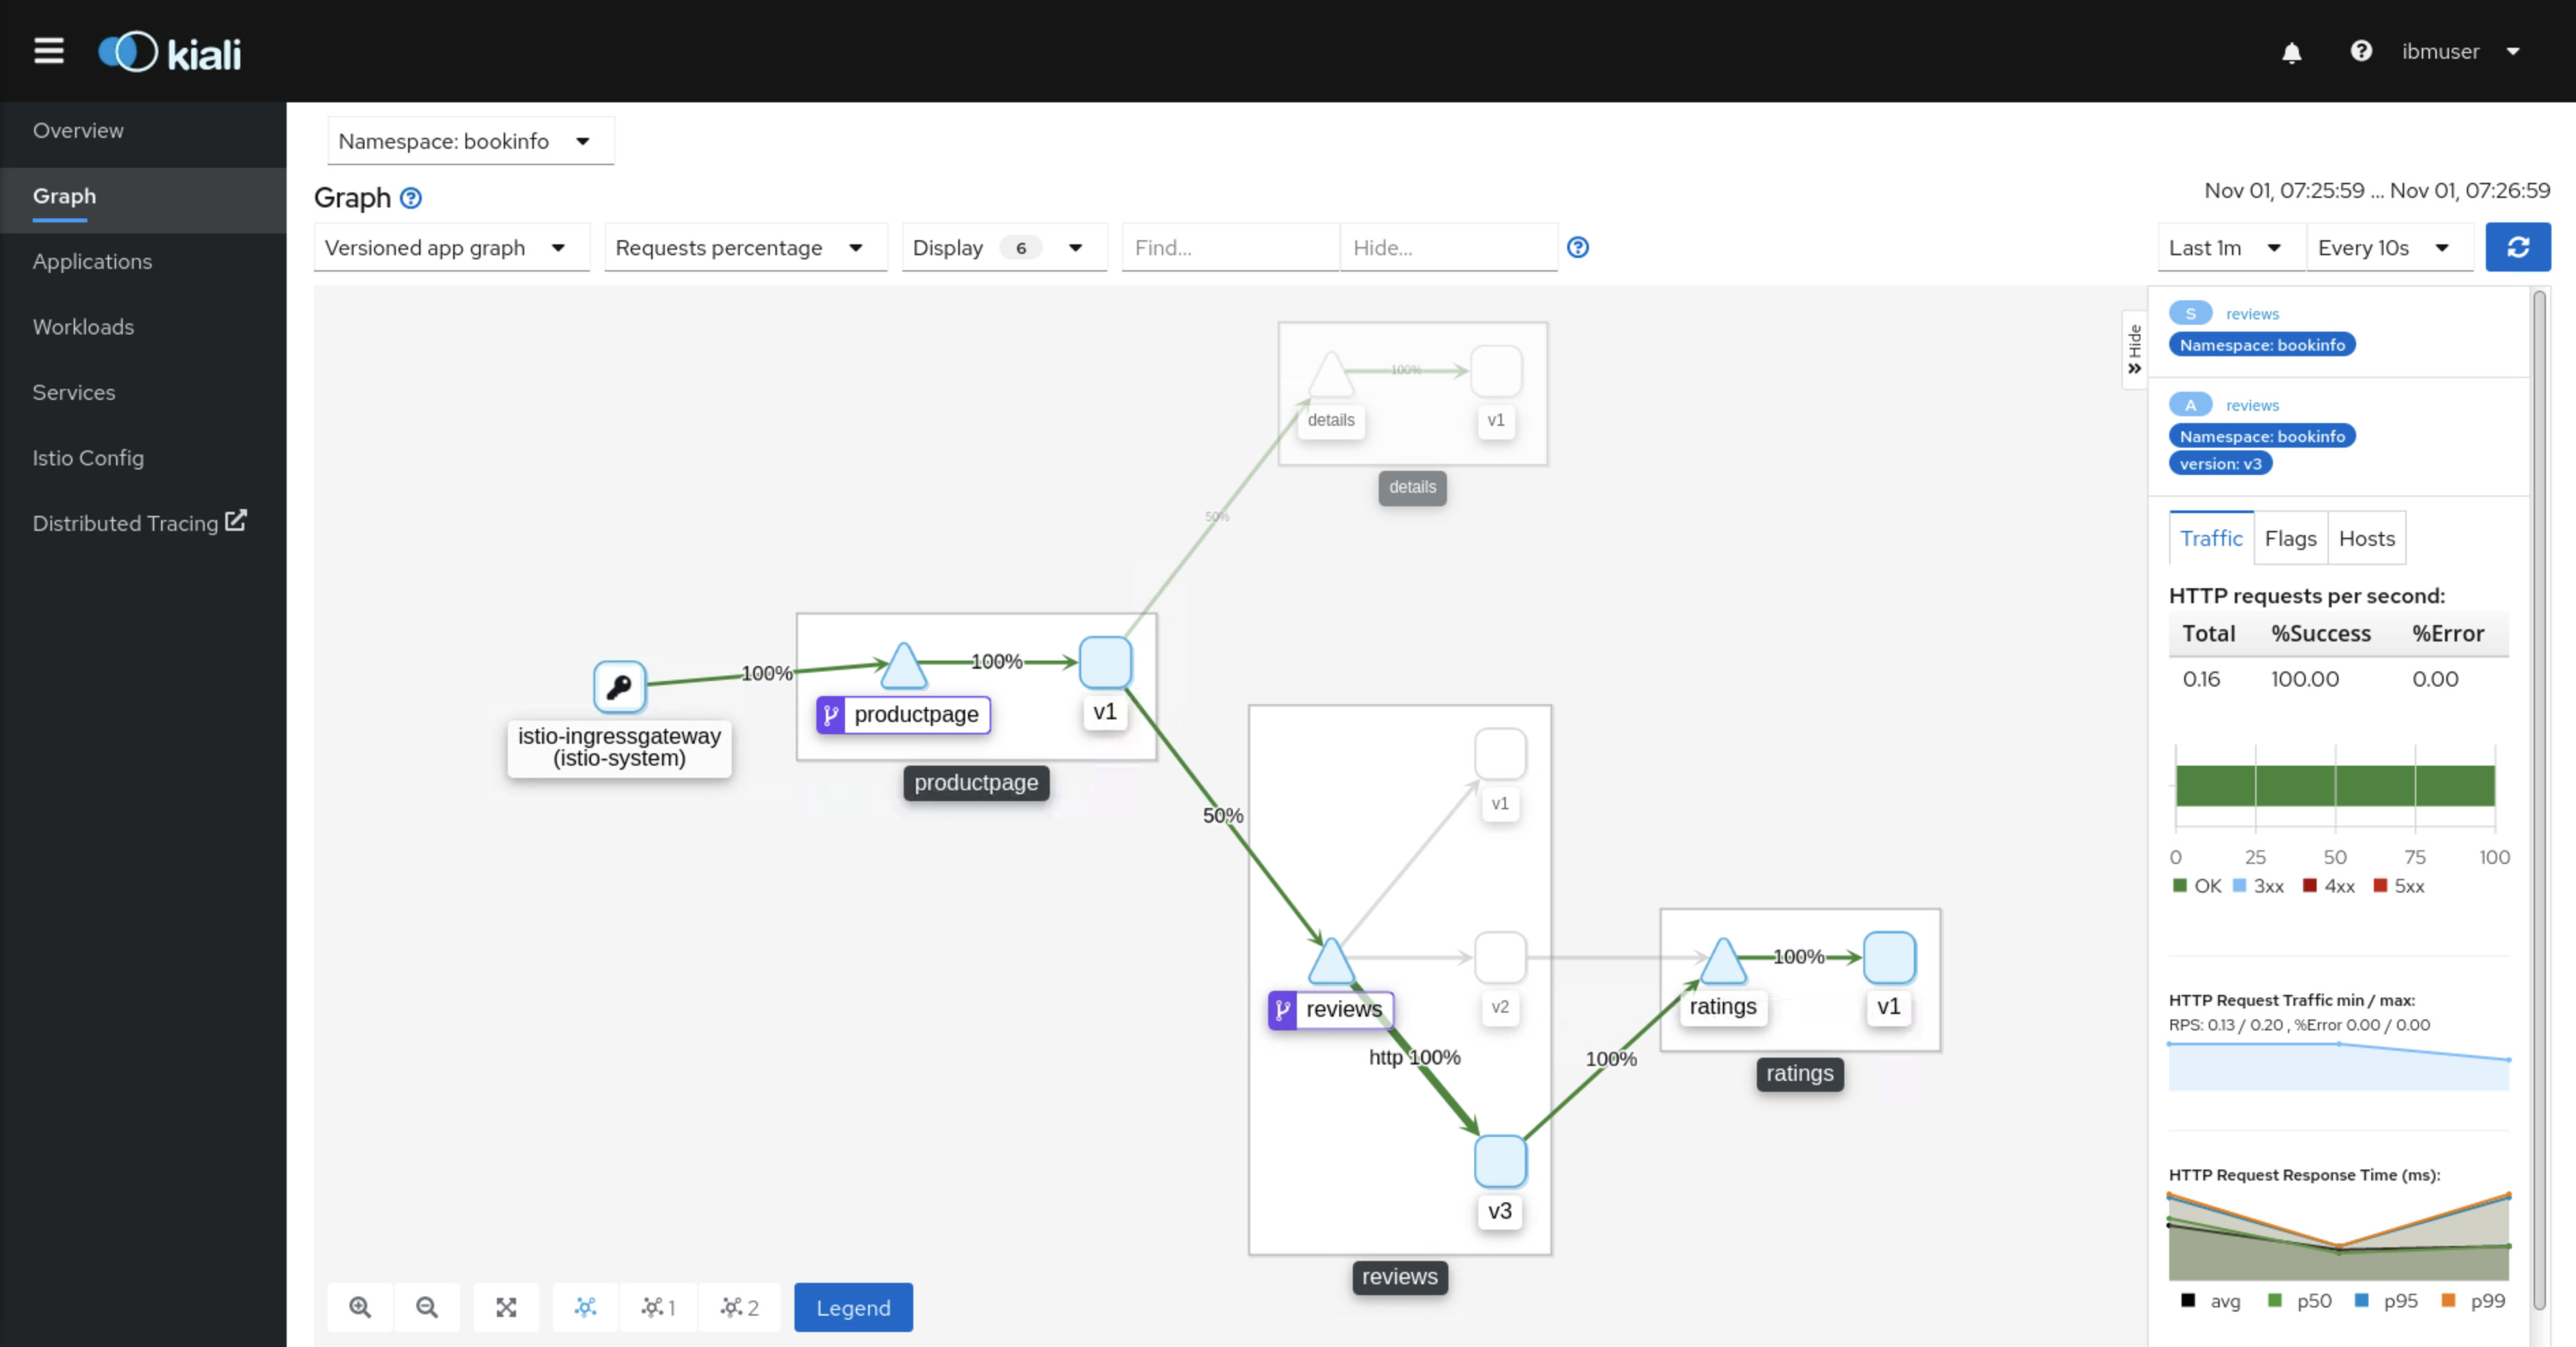 kiali
ibmuser
Overview
Graph
Applications
Workloads
Services
Istio Config
Distributed Tracing
Namespace: bookinfo
Graph
Nov 01, 07:25:59 ... Nov 01, 07:26:59
Versioned app graph
Requests percentage
Display 6
Find...
Hide...
Last 1m
Every 10s
100%
details
v1
details
50%
100%
100%
productpage
v1
istio-ingressgateway
(istio-system)
productpage
50%
v1
v2
reviews
http 100%
v3
reviews
100%
100%
ratings
v1
ratings
1
2
Legend
Hide
S reviews
Namespace: bookinfo
A reviews
Namespace: bookinfo
version: v3
Traffic Flags Hosts
HTTP requests per second:
Total %Success %Error
0.16 100.00 0.00
0 25 50 75 100
OK 3xx 4xx 5xx
HTTP Request Traffic min / max:
RPS: 0.13 / 0.20 , %Error 0.00 / 0.00
HTTP Request Response Time (ms):
avg p50 p95 p99